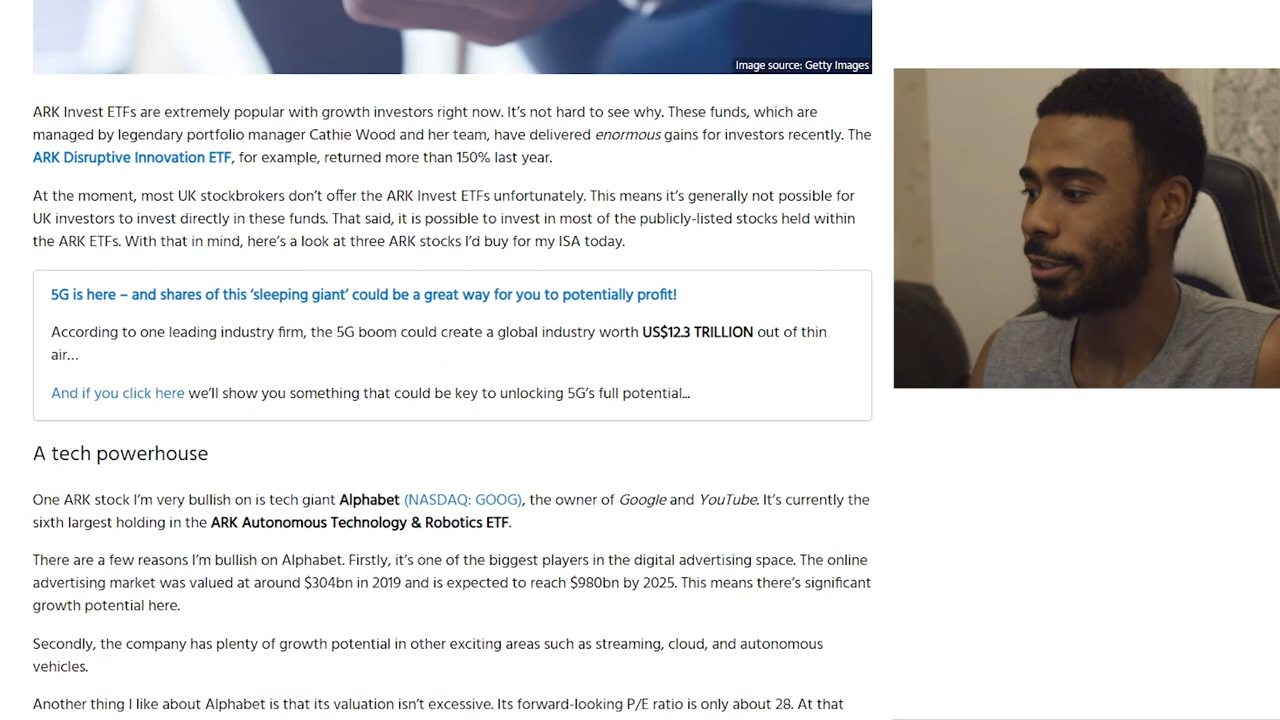 Image source: Getty Images
ARK Invest ETFs are extremely popular with growth investors right now. It's not hard to see why. These funds, which are
managed by legendary portfolio manager Cathie Wood and her team, have delivered enormous gains for investors recently. The
ARK Disruptive Innovation ETF, for example, returned more than 150% last year.
At the moment, most UK stockbrokers don't offer the ARK Invest ETFs unfortunately. This means it's generally not possible for
UK investors to invest directly in these funds. That said, it is possible to invest in most of the publicly-listed stocks held within
the ARK ETFs. With that in mind, here's a look at three ARK stocks I'd buy for my ISA today.
5G is here – and shares of this 'sleeping giant' could be a great way for you to potentially profit!
According to one leading industry firm, the 5G boom could create a global industry worth US$12.3 TRILLION out of thin
air…
And if you click here we'll show you something that could be key to unlocking 5G's full potential...
A tech powerhouse
One ARK stock I'm very bullish on is tech giant Alphabet (NASDAQ: GOOG), the owner of Google and YouTube. It's currently the
sixth largest holding in the ARK Autonomous Technology & Robotics ETF.
There are a few reasons I'm bullish on Alphabet. Firstly, it's one of the biggest players in the digital advertising space. The online
advertising market was valued at around $304bn in 2019 and is expected to reach $980bn by 2025. This means there's significant
growth potential here.
Secondly, the company has plenty of growth potential in other exciting areas such as streaming, cloud, and autonomous
vehicles.
Another thing I like about Alphabet is that its valuation isn't excessive. Its forward-looking P/E ratio is only about 28. At that